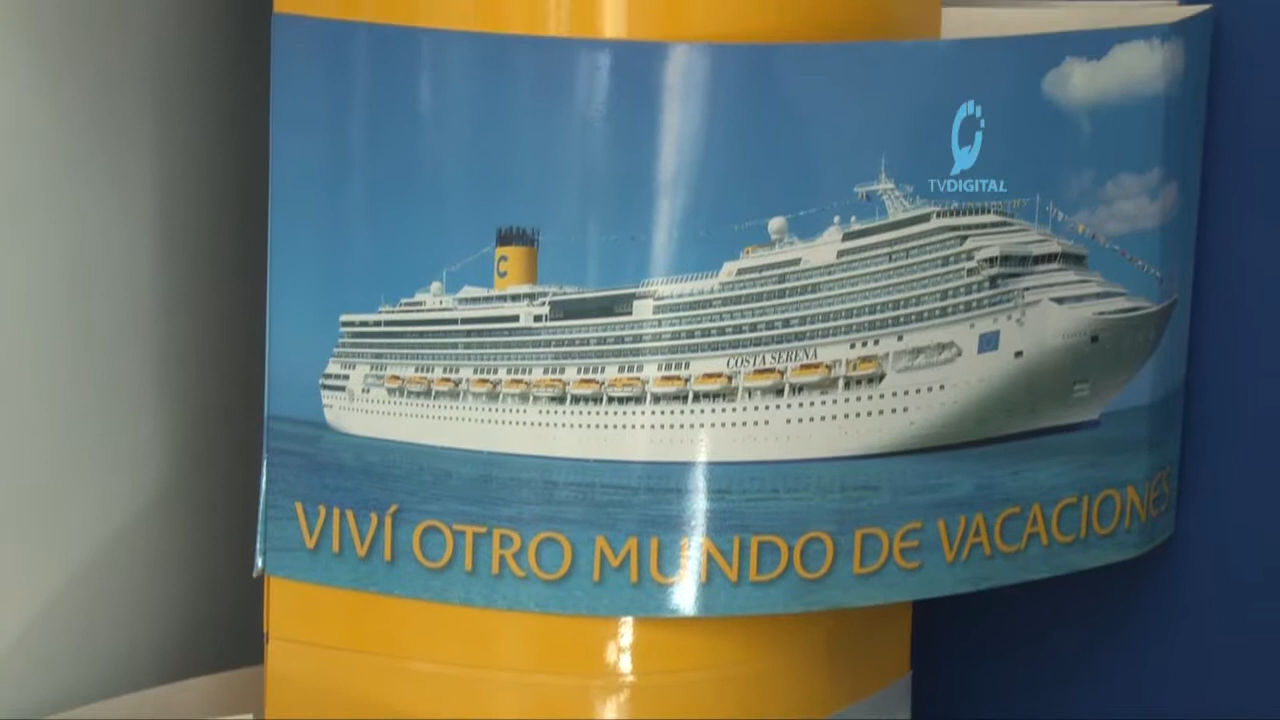 TVDIGITAL
C
COSTA SERENA
VIVÍ OTRO MUNDO DE VACACIONES